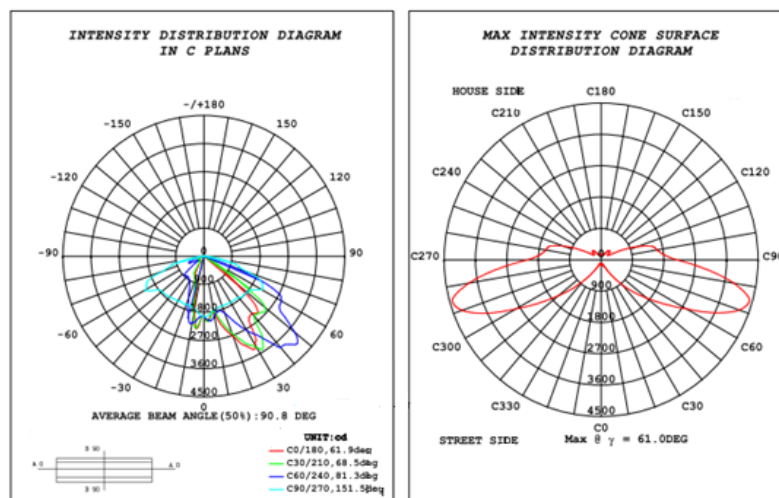 INTENSITY DISTRIBUTION DIAGRAM
IN C PLANS
-/+180
-150
150
-120
120
-90
90
-60
60
-30
30
0
0
900
1800
2700
3600
4500
AVERAGE BEAM ANGLE(50%):90.8 DEG
UNIT:cd
C0/180,61.9deg
C30/210,68.5deg
C60/240,81.3deg
C90/270,151.5deg
MAX INTENSITY CONE SURFACE
DISTRIBUTION DIAGRAM
HOUSE SIDE
C180
C210
C150
C240
C120
C270
C90
C300
C60
C330
C30
C0
0
900
1800
2700
3600
4500
STREET SIDE
Max @ γ = 61.0DEG